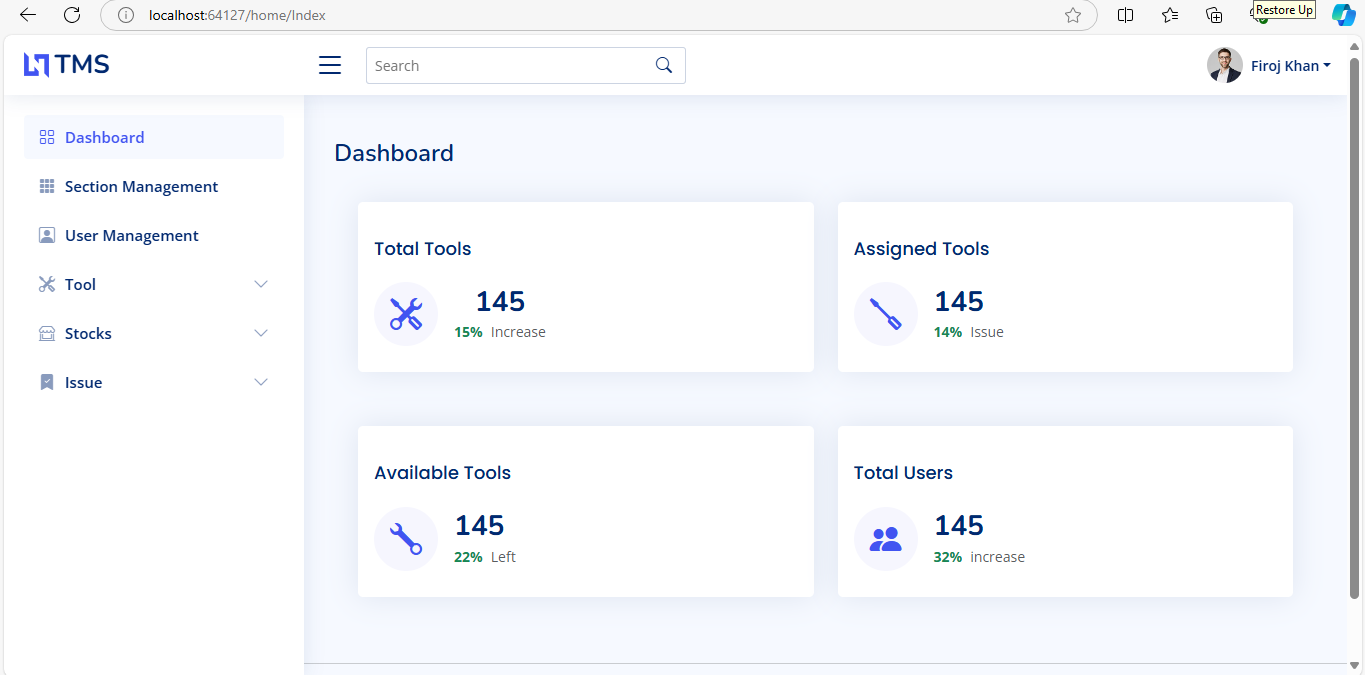 localhost:64127/home/Index
Restore Up
TMS
Search
Firoj Khan
Dashboard
Section Management
User Management
Tool
Stocks
Issue
Dashboard
Total Tools
145
15% Increase
Assigned Tools
145
14% Issue
Available Tools
145
22% Left
Total Users
145
32% increase